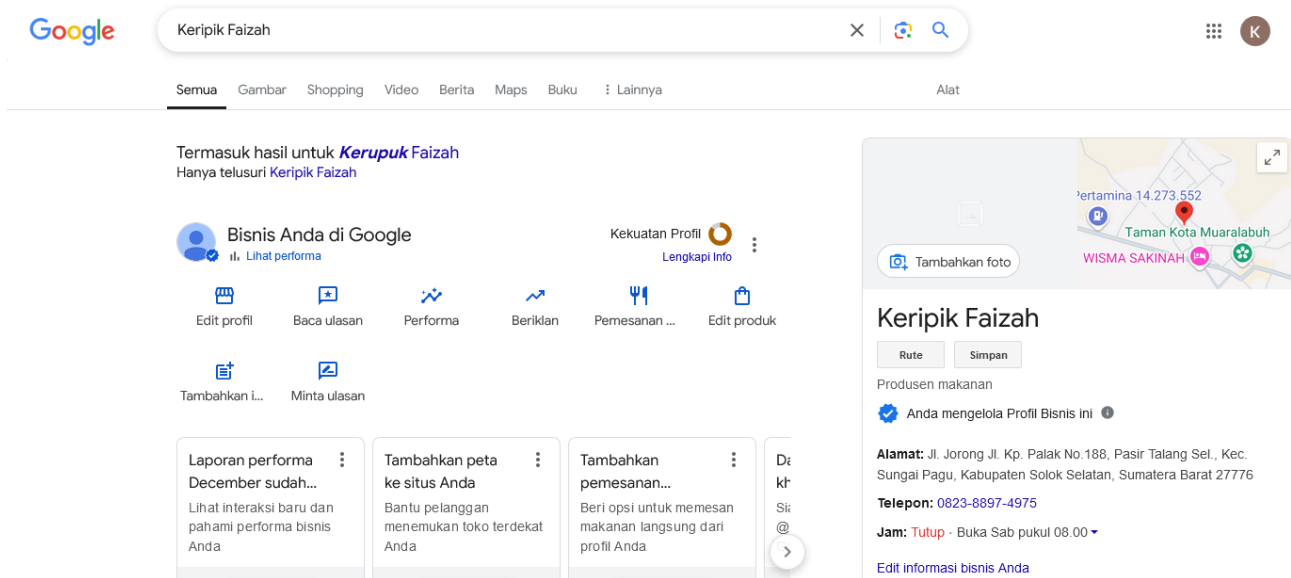 Google
Keripik Faizah
K
Semua Gambar Shopping Video Berita Maps Buku Lainnya Alat
Termasuk hasil untuk Kerupuk Faizah
Hanya telusuri Keripik Faizah
Bisnis Anda di Google
Lihat performa
Kekuatan Profil
Lengkapi Info
Edit profil
Baca ulasan
Performa
Beriklan
Pemesanan ...
Edit produk
Tambahkan i...
Minta ulasan
Laporan performa
December sudah...
Lihat interaksi baru dan
pahami performa bisnis
Anda
Tambahkan peta
ke situs Anda
Bantu pelanggan
menemukan toko terdekat
Anda
Tambahkan
pemesanan...
Beri opsi untuk memesan
makanan langsung dari
profil Anda
Pertamina 14.273.552
Taman Kota Muaralabuh
WISMA SAKINAH
Tambahkan foto
Keripik Faizah
Rute
Simpan
Produsen makanan
Anda mengelola Profil Bisnis ini
Alamat: Jl. Jorong Jl. Kp. Palak No.188, Pasir Talang Sel., Kec.
Sungai Pagu, Kabupaten Solok Selatan, Sumatera Barat 27776
Telepon: 0823-8897-4975
Jam: Tutup · Buka Sab pukul 08.00
Edit informasi bisnis Anda